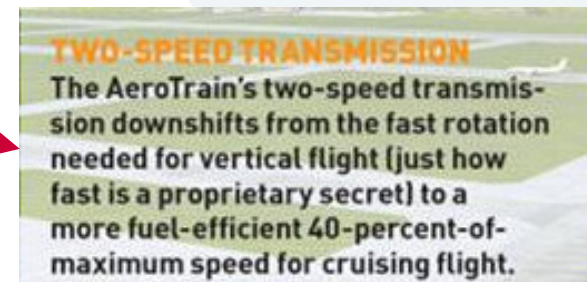 TWO-SPEED TRANSMISSION
The AeroTrain's two-speed transmis-
sion downshifts from the fast rotation
needed for vertical flight (just how
fast is a proprietary secret) to a
more fuel-efficient 40-percent-of-
maximum speed for cruising flight.